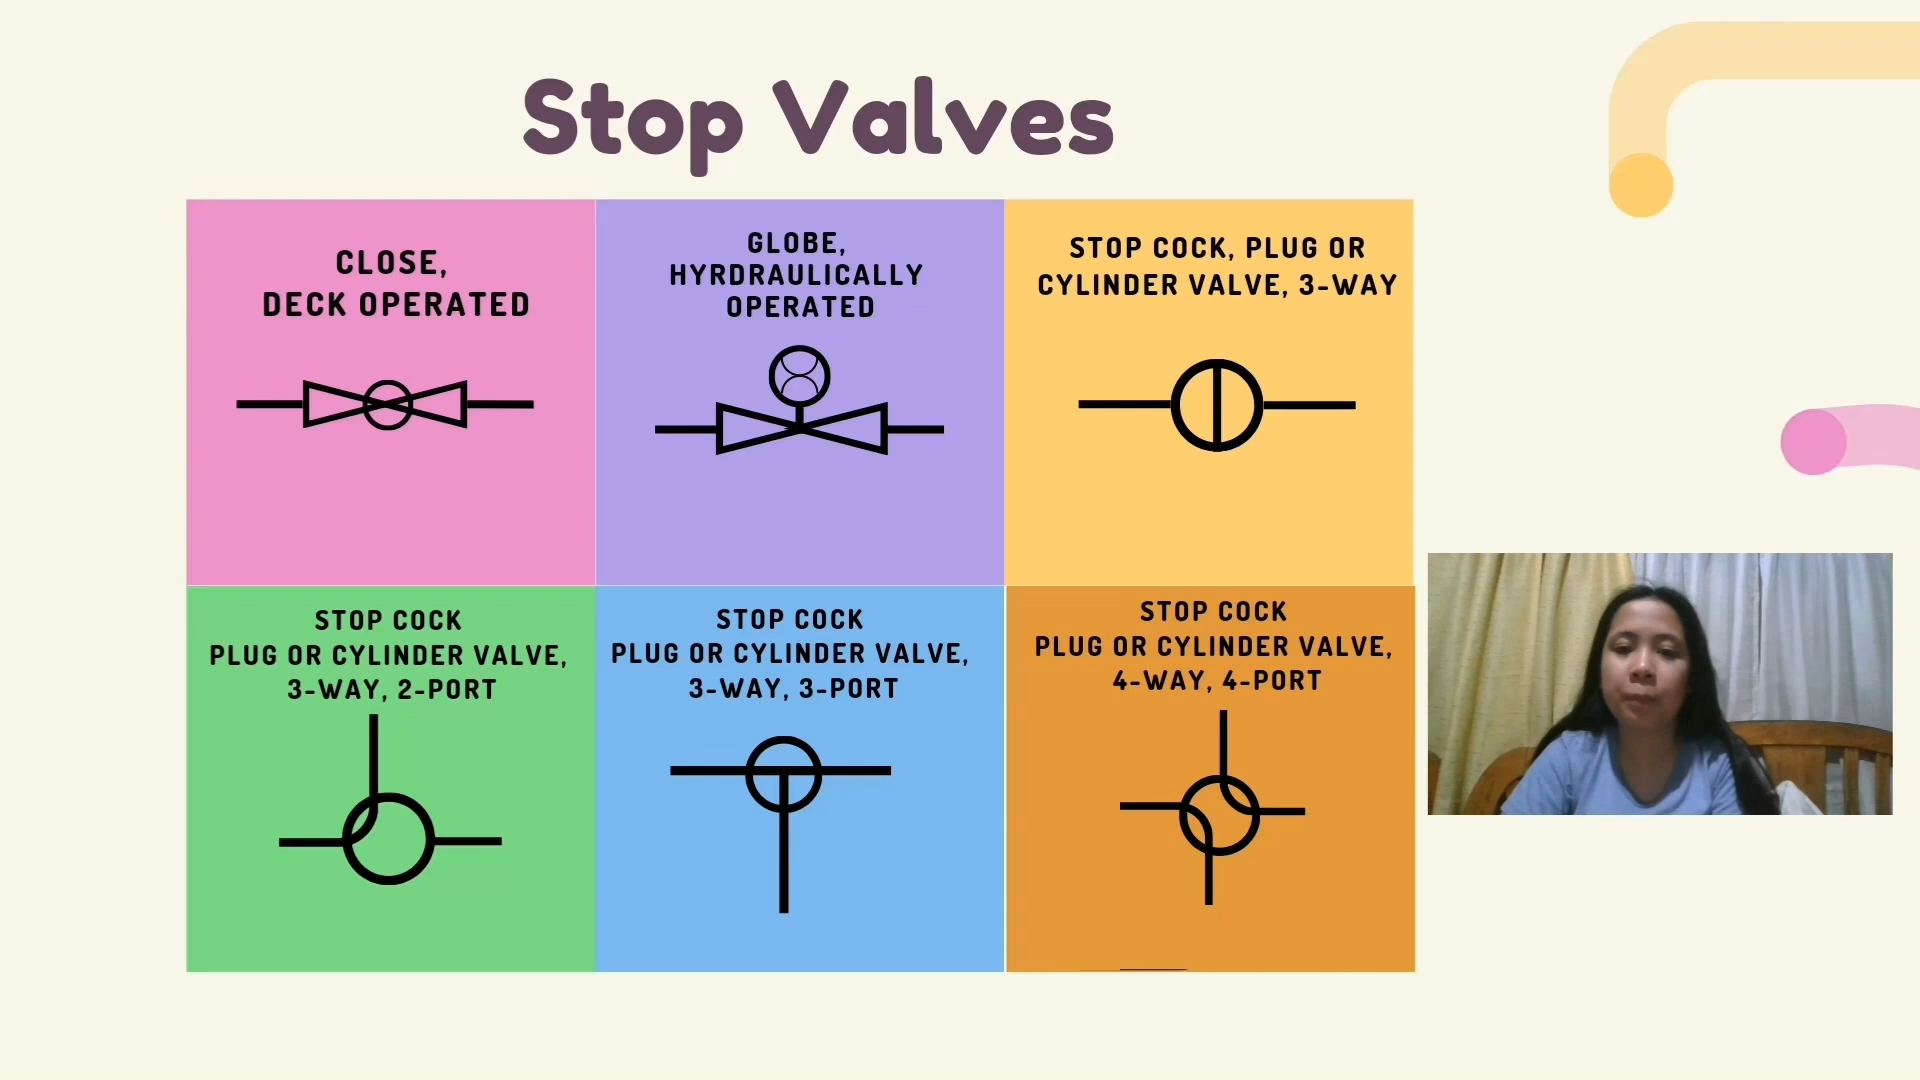 Stop Valves
CLOSE,
DECK OPERATED
GLOBE,
HYRDRAULICALLY
OPERATED
STOP COCK, PLUG OR
CYLINDER VALVE, 3-WAY
STOP COCK
PLUG OR CYLINDER VALVE,
3-WAY, 2-PORT
STOP COCK
PLUG OR CYLINDER VALVE,
3-WAY, 3-PORT
STOP COCK
PLUG OR CYLINDER VALVE,
4-WAY, 4-PORT